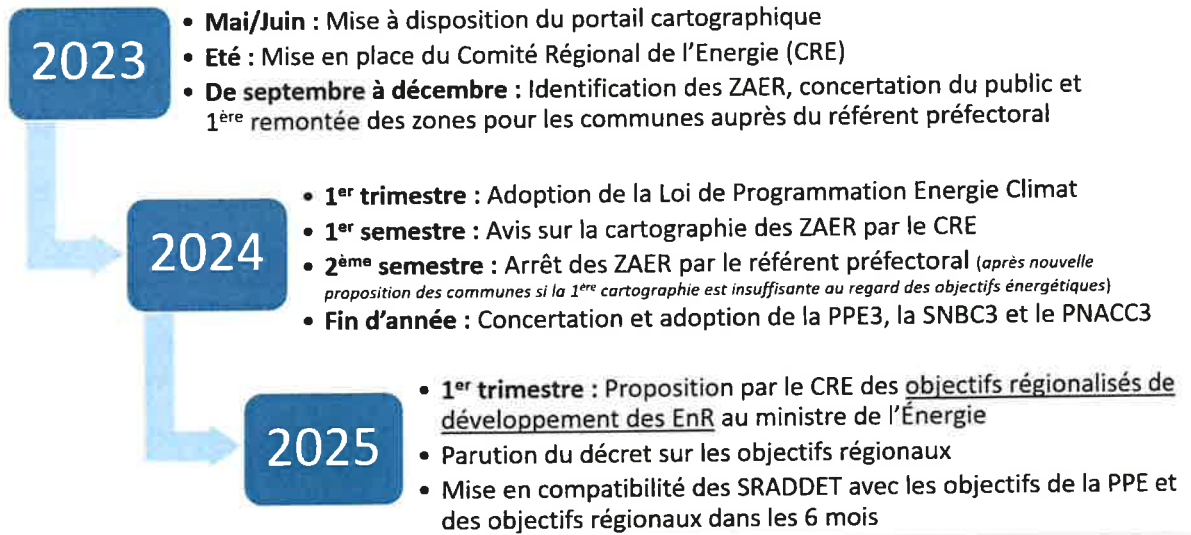 2023
• Mai/Juin : Mise à disposition du portail cartographique
• Eté : Mise en place du Comité Régional de l'Energie (CRE)
• De septembre à décembre : Identification des ZAER, concertation du public et
1ère remontée des zones pour les communes auprès du référent préfectoral
2024
• 1er trimestre : Adoption de la Loi de Programmation Energie Climat
• 1er semestre : Avis sur la cartographie des ZAER par le CRE
• 2ème semestre : Arrêt des ZAER par le référent préfectoral (après nouvelle
proposition des communes si la 1ère cartographie est insuffisante au regard des objectifs énergétiques)
• Fin d'année : Concertation et adoption de la PPE3, la SNBC3 et le PNACC3
2025
• 1er trimestre : Proposition par le CRE des objectifs régionalisés de
développement des EnR au ministre de l'Énergie
• Parution du décret sur les objectifs régionaux
• Mise en compatibilité des SRADDET avec les objectifs de la PPE et
des objectifs régionaux dans les 6 mois